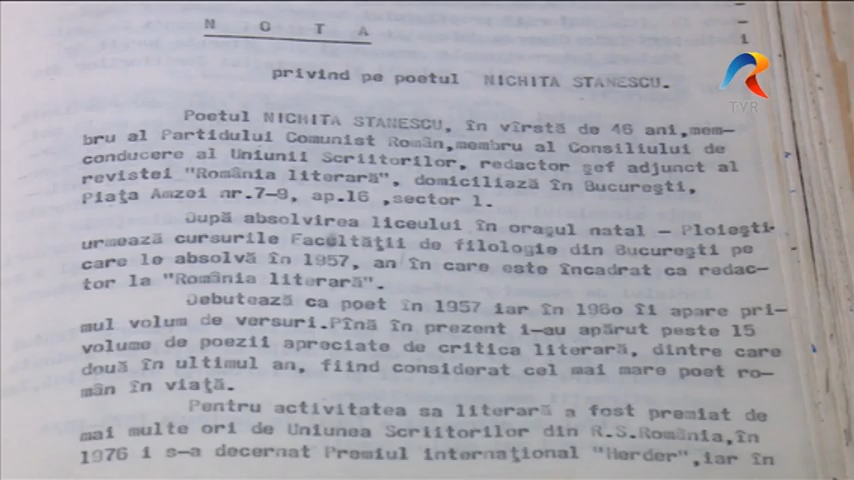 N O T A
privind pe poetul NICHITA STANESCU.
TVR
Poetul NICHITA STANESCU, în vîrstă de 46 ani,mem-
bru al Partidului Comunist Român,membru al Consiliului de
conducere al Uniunii Scriitorilor, redactor şef adjunct al
revistei "România literară", domiciliază în Bucureşti,
Piaţa Amzei nr.7-9, ap.16 ,sector 1.
După absolvirea liceului în oraşul natal - Ploieşti
urmează cursurile Facultăţii de filologie din Bucureşti pe
care le absolvă în 1957, an în care este încadrat ca redac-
tor la "România literară".
Debutează ca poet în 1957 iar în 196o îi apare pri-
mul volum de versuri.Pînă în prezent i-au apărut peste 15
volume de poezii apreciate de critica literară, dintre care
două în ultimul an, fiind considerat cel mai mare poet ro-
mân în viaţă.
Pentru activitatea sa literară a fost premiat de
mai multe ori de Uniunea Scriitorilor din R.S.România,în
1976 i s-a decernat Premiul internaţional "Herder",iar în